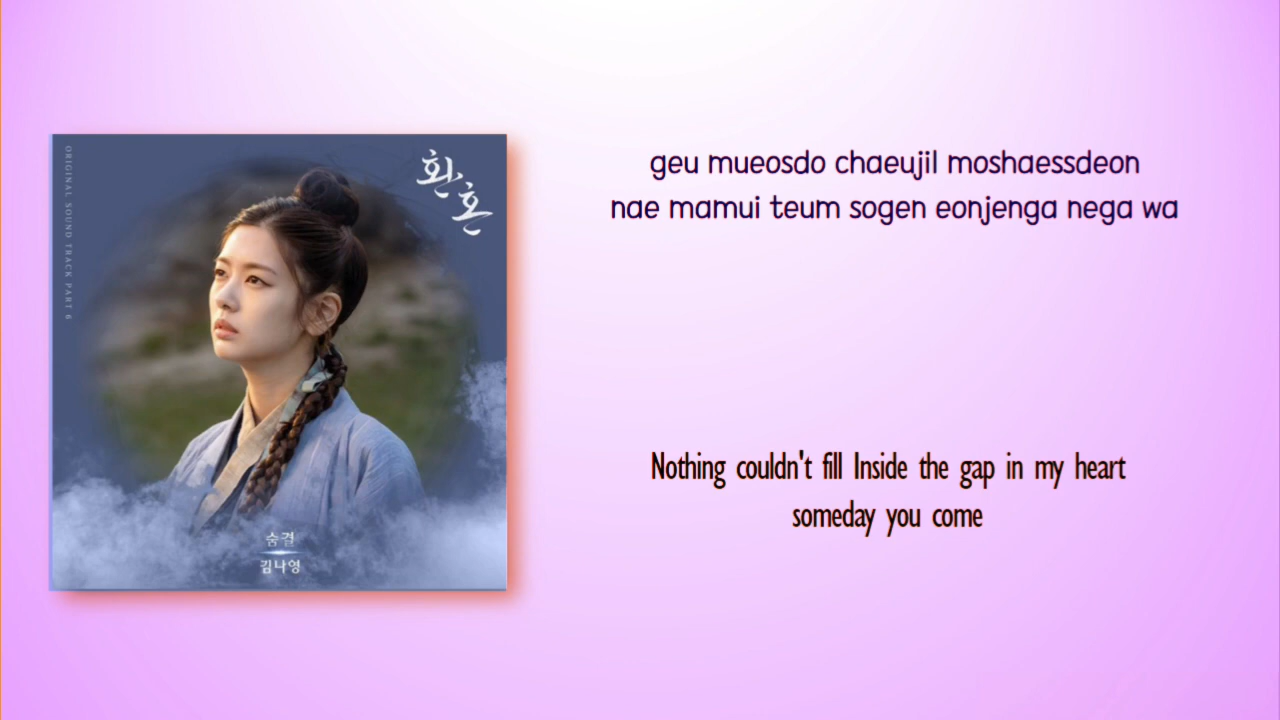 ORIGINAL SOUND TRACK PART 6
환혼
숨결
김나영
geu mueosdo chaeujil moshaessdeon
nae mamui teum sogen eonjenga nega wa
Nothing couldn't fill Inside the gap in my heart
someday you come